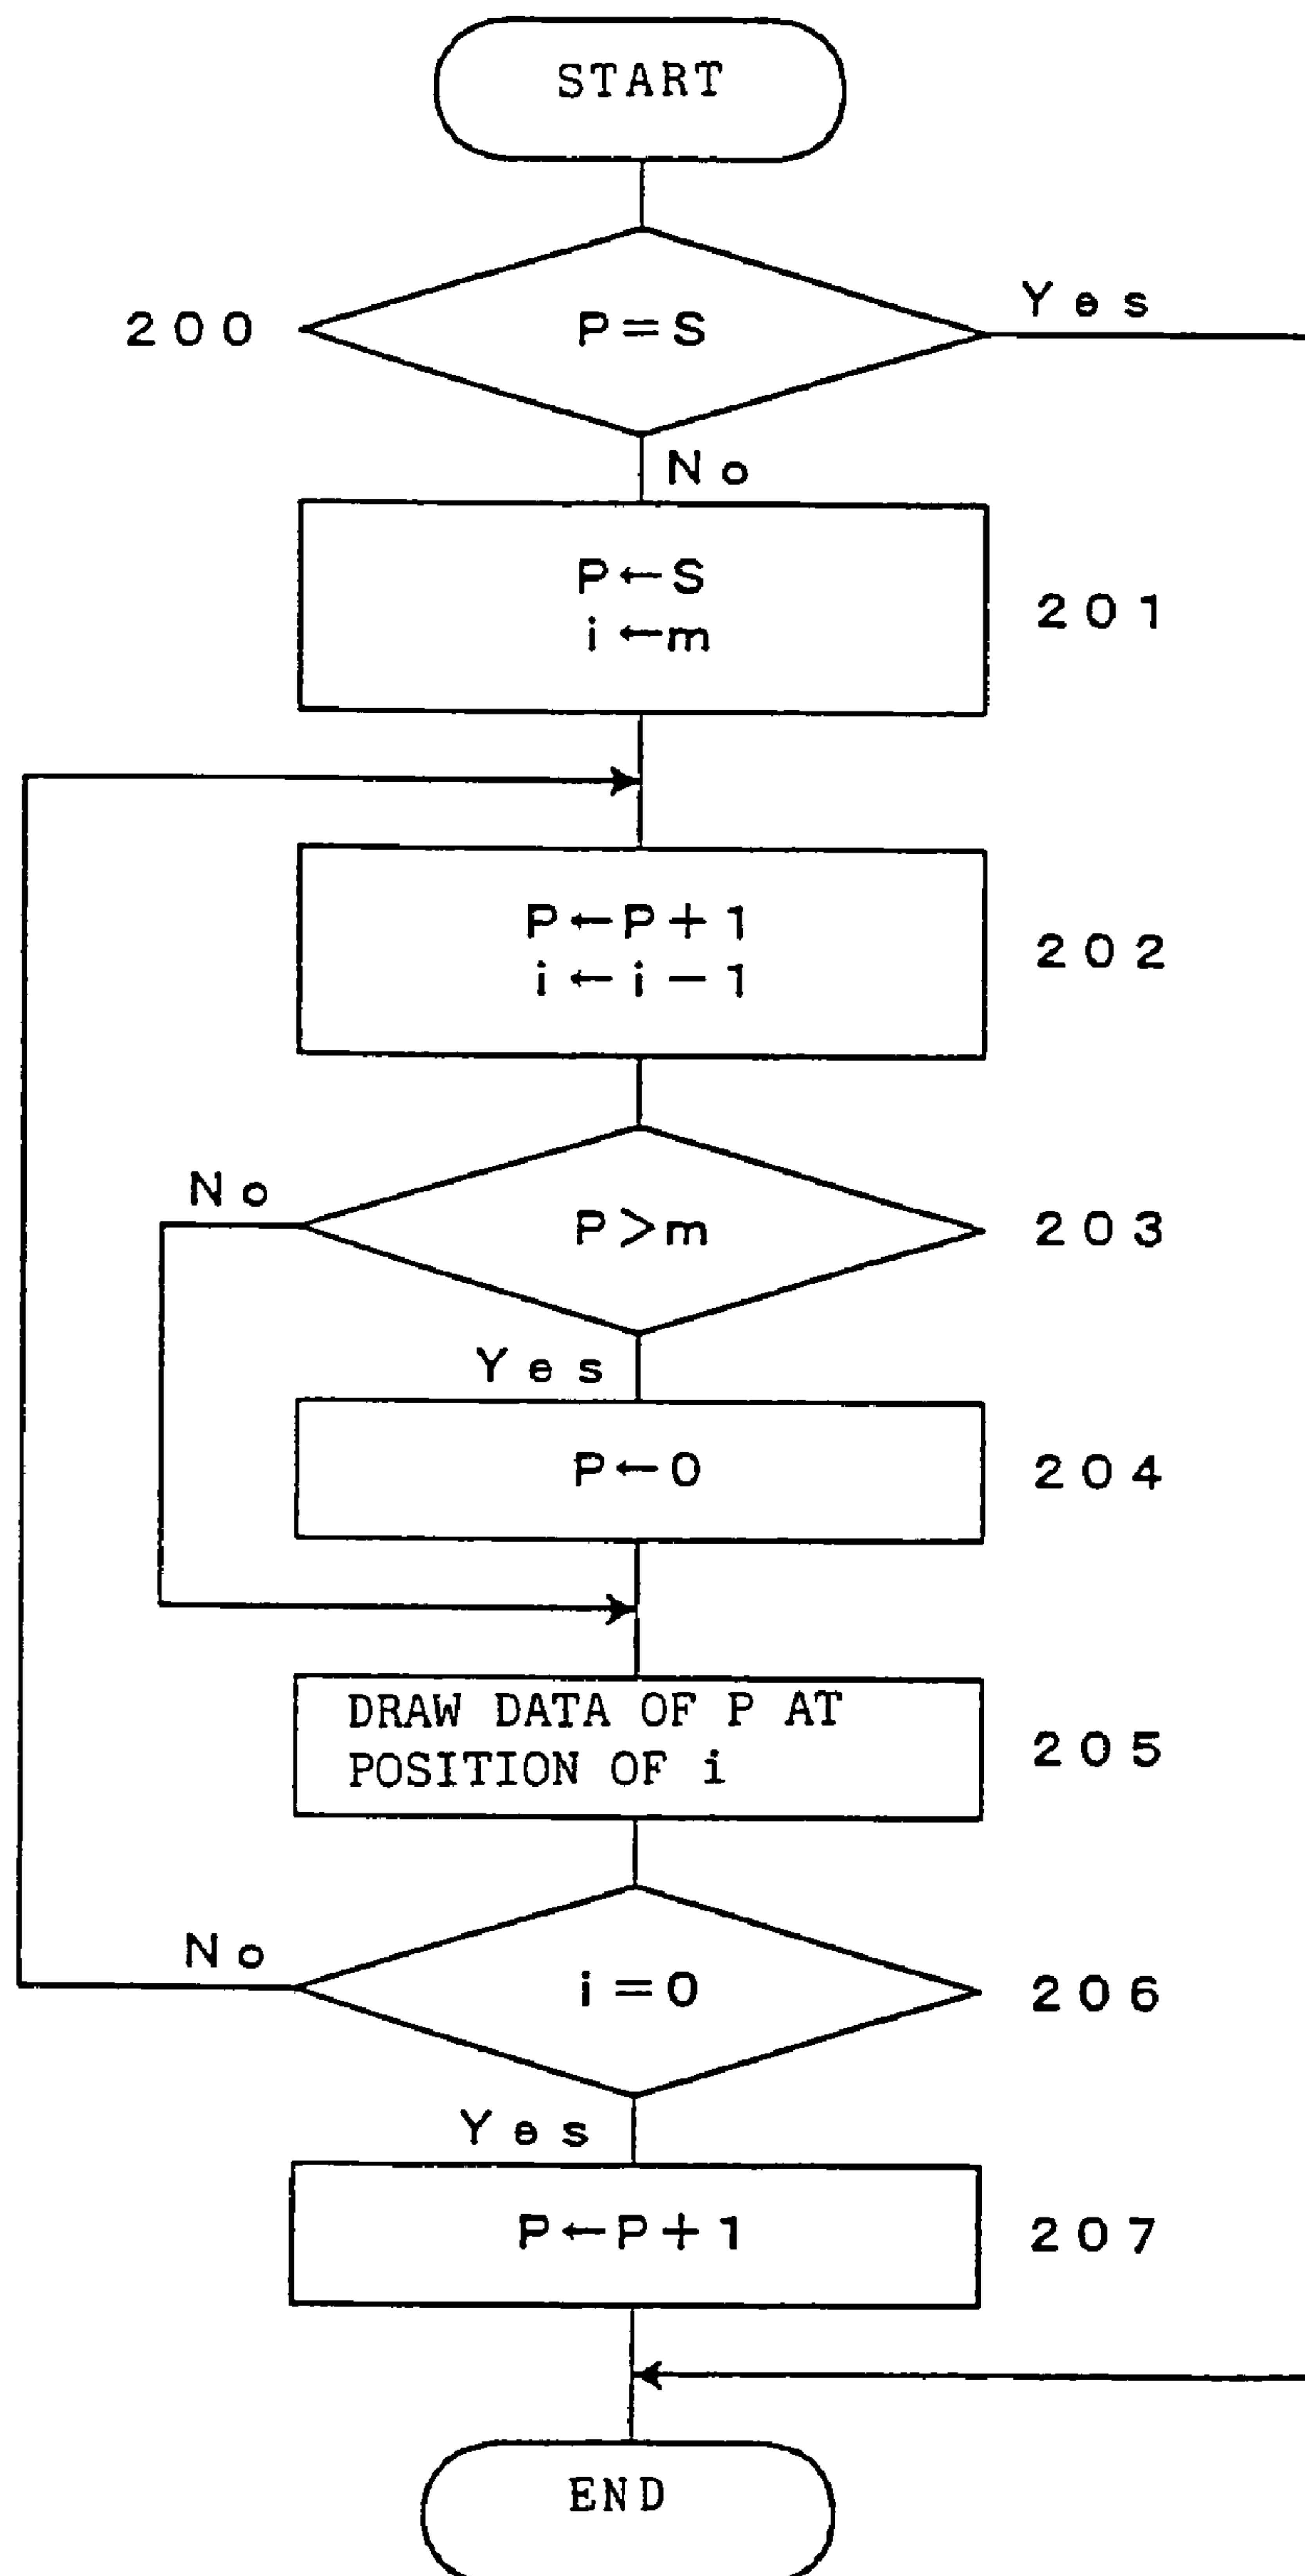 START
200
P=S
Yes
No
P←S
i←m
201
P←P+1
i←i−1
202
No
P>m
203
Yes
P←0
204
DRAW DATA OF P AT
POSITION OF i
205
No
i=0
206
Yes
P←P+1
207
END